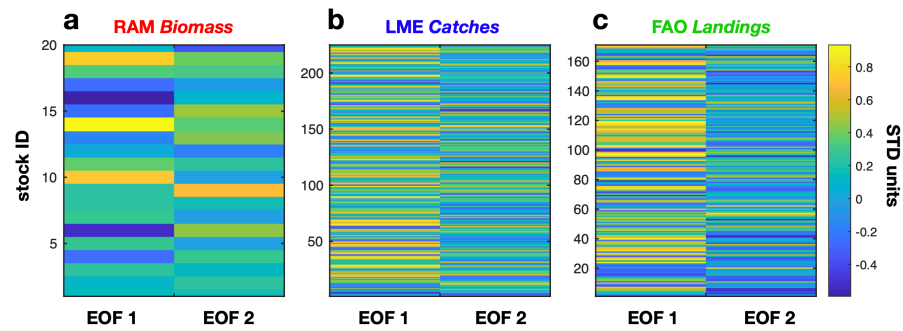 a
RAM Biomass
b
LME Catches
c
FAO Landings
stock ID
20
15
10
5
EOF 1
EOF 2
200
150
100
50
EOF 1
EOF 2
160
140
120
100
80
60
40
20
EOF 1
EOF 2
0.8
0.6
0.4
0.2
0
-0.2
-0.4
STD units